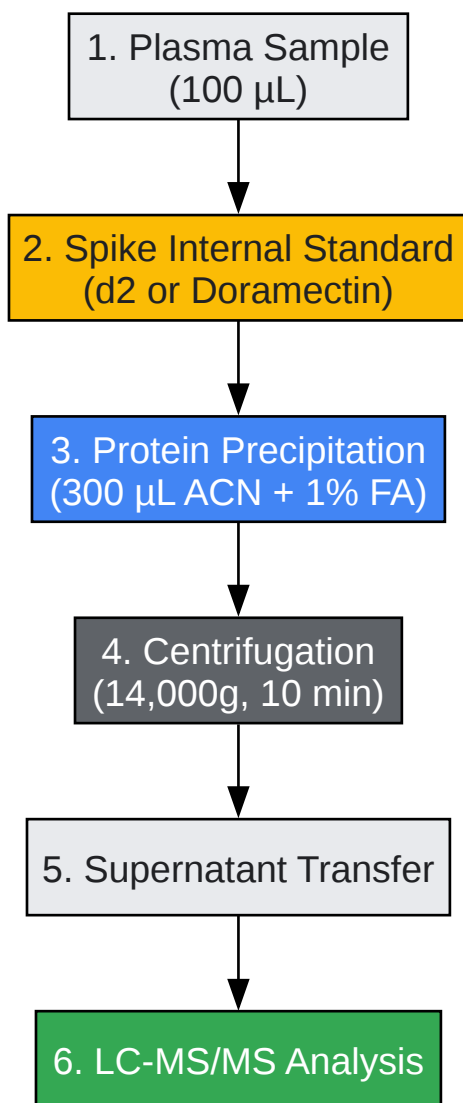 1. Plasma Sample
(100 µL)
2. Spike Internal Standard
(d2 or Doramectin)
3. Protein Precipitation
(300 µL ACN + 1% FA)
4. Centrifugation
(14,000g, 10 min)
5. Supernatant Transfer
6. LC-MS/MS Analysis